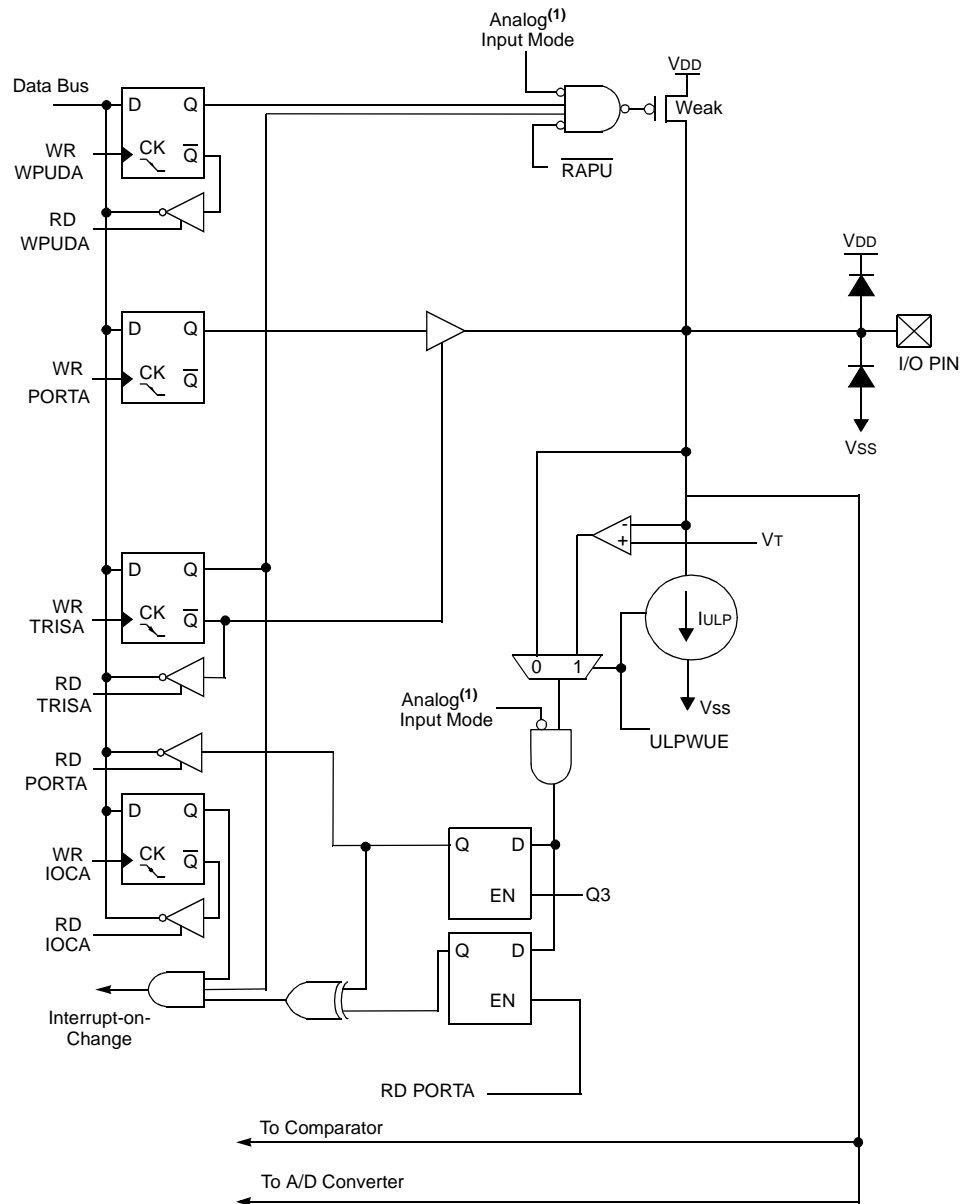 Analog(1)
Input Mode
VDD
Data Bus
D Q
Weak
WR
WPUDA
CK Q
RAPU
RD
WPUDA
VDD
D Q
WR
PORTA
CK Q
I/O PIN
VSS
- 
+
VT
D Q
WR
TRISA
CK Q
IULP
0 1
RD
TRISA
Analog(1)
Input Mode
VSS
ULPWUE
RD
PORTA
D Q
WR
IOCA
CK Q
Q D
EN
Q3
RD
IOCA
Q D
EN
Interrupt-on-
Change
RD PORTA
To Comparator
To A/D Converter